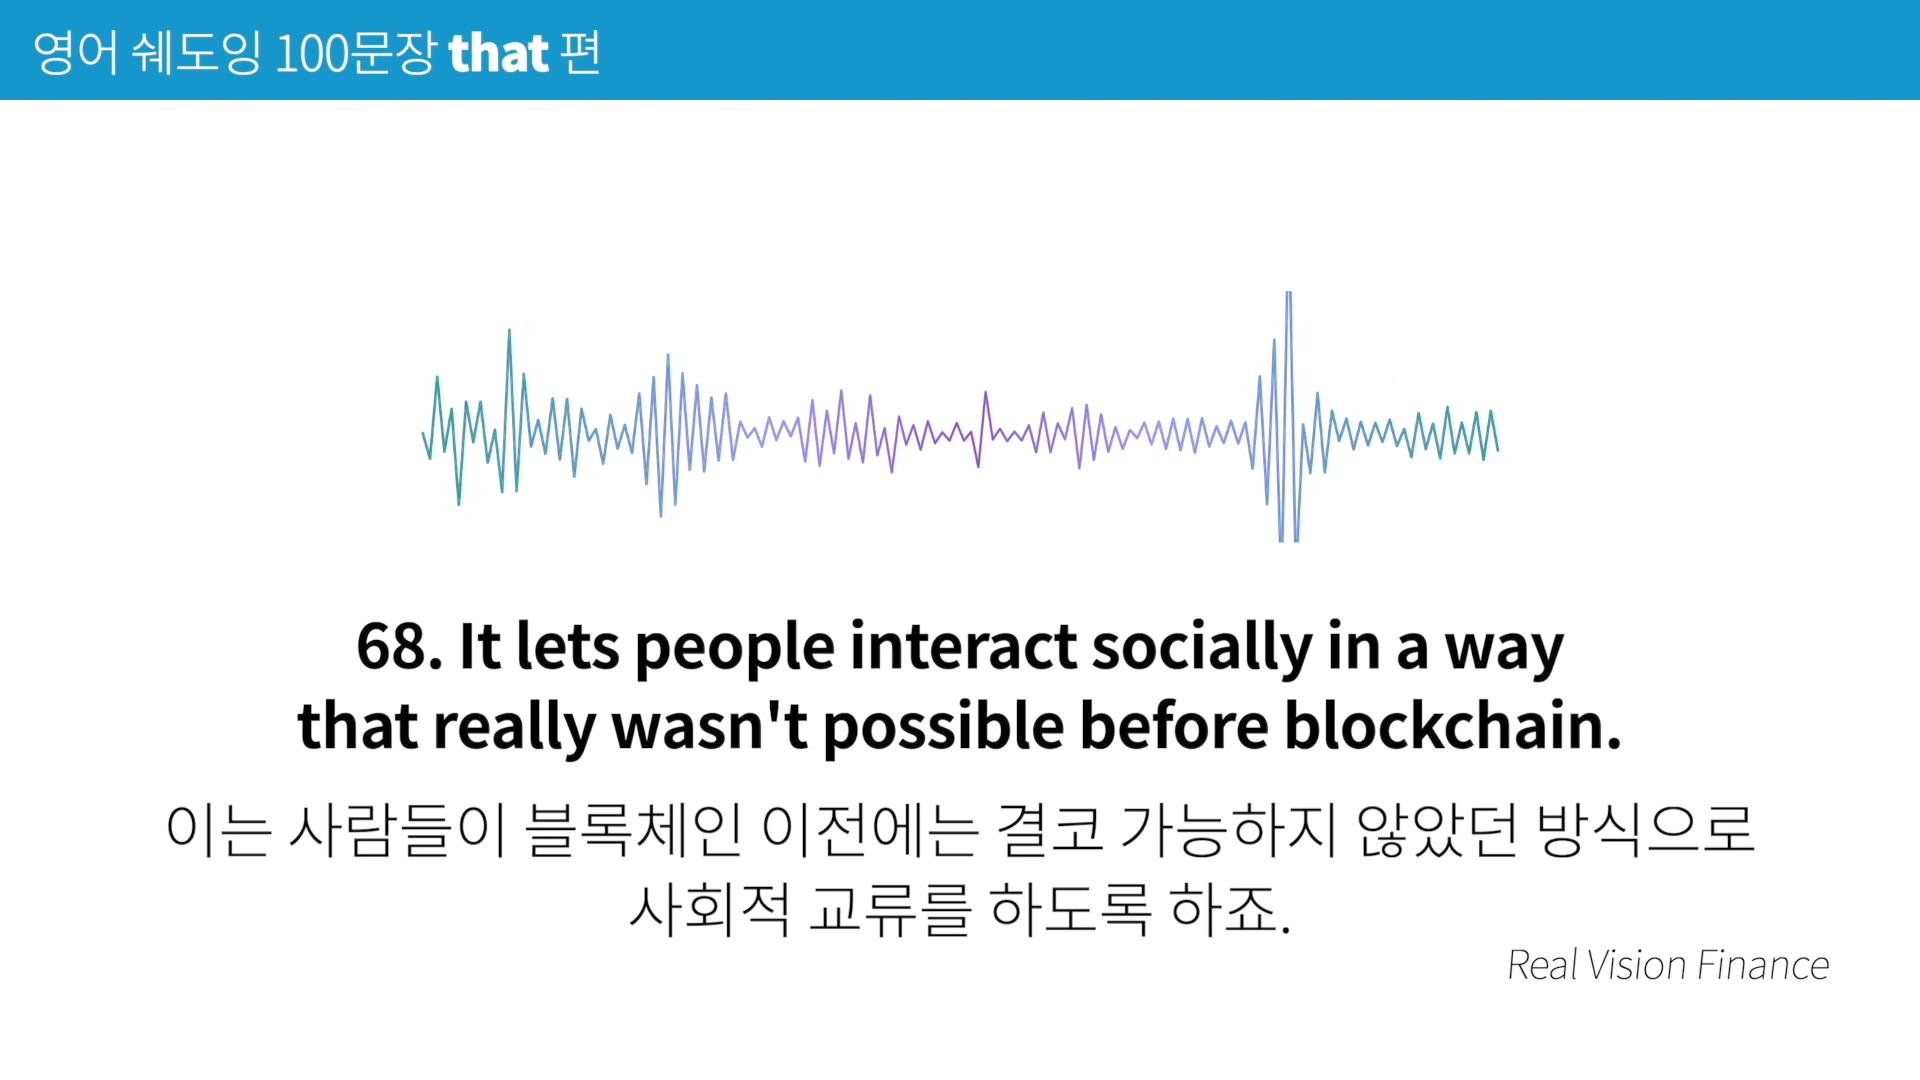 영어 쉐도잉 100문장 that 편
68. It lets people interact socially in a way
that really wasn't possible before blockchain.
이는 사람들이 블록체인 이전에는 결코 가능하지 않았던 방식으로
사회적 교류를 하도록 하죠.
Real Vision Finance